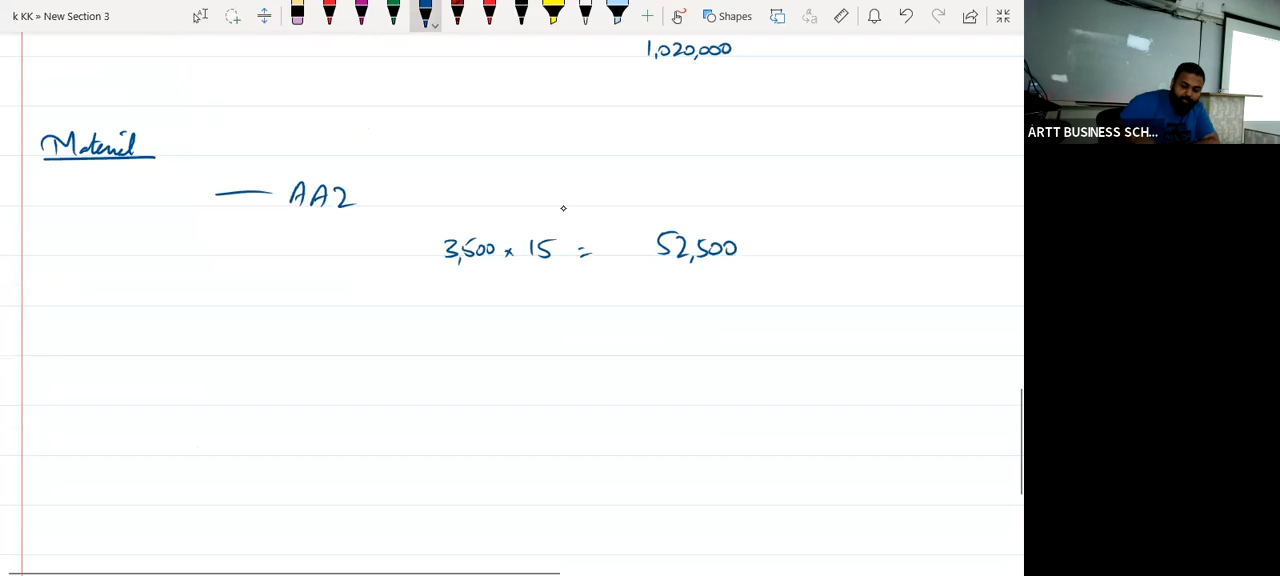 k KK » New Section 3
Shapes
1,020,000
ARTT BUSINESS SCH...
Material
— AA2
3,500 × 15 = 52,500